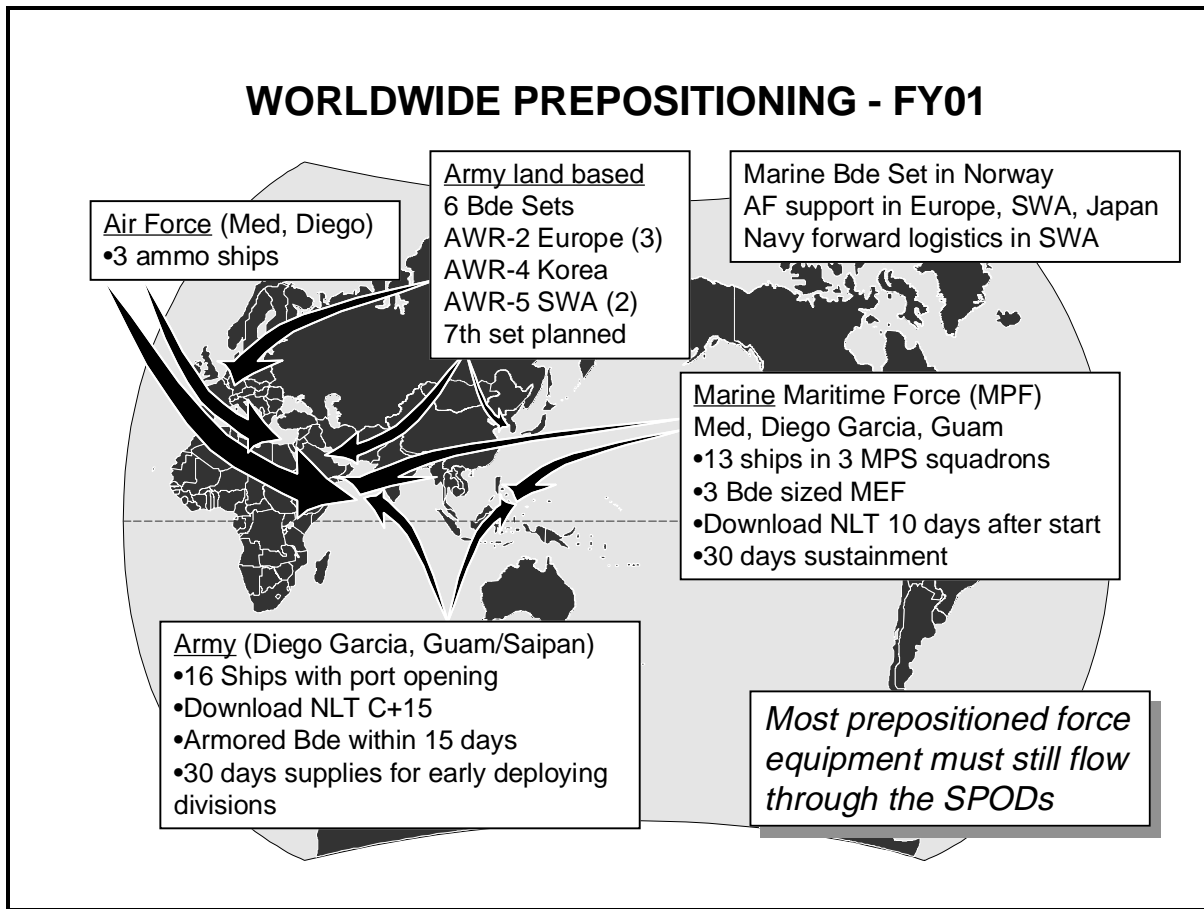 WORLDWIDE PREPOSITIONING - FY01
Air Force (Med, Diego)
•3 ammo ships
Army land based
6 Bde Sets
AWR-2 Europe (3)
AWR-4 Korea
AWR-5 SWA (2)
7th set planned
Marine Bde Set in Norway
AF support in Europe, SWA, Japan
Navy forward logistics in SWA
Marine Maritime Force (MPF)
Med, Diego Garcia, Guam
•13 ships in 3 MPS squadrons
•3 Bde sized MEF
•Download NLT 10 days after start
•30 days sustainment
Army (Diego Garcia, Guam/Saipan)
•16 Ships with port opening
•Download NLT C+15
•Armored Bde within 15 days
•30 days supplies for early deploying
divisions
Most prepositioned force
equipment must still flow
through the SPODs